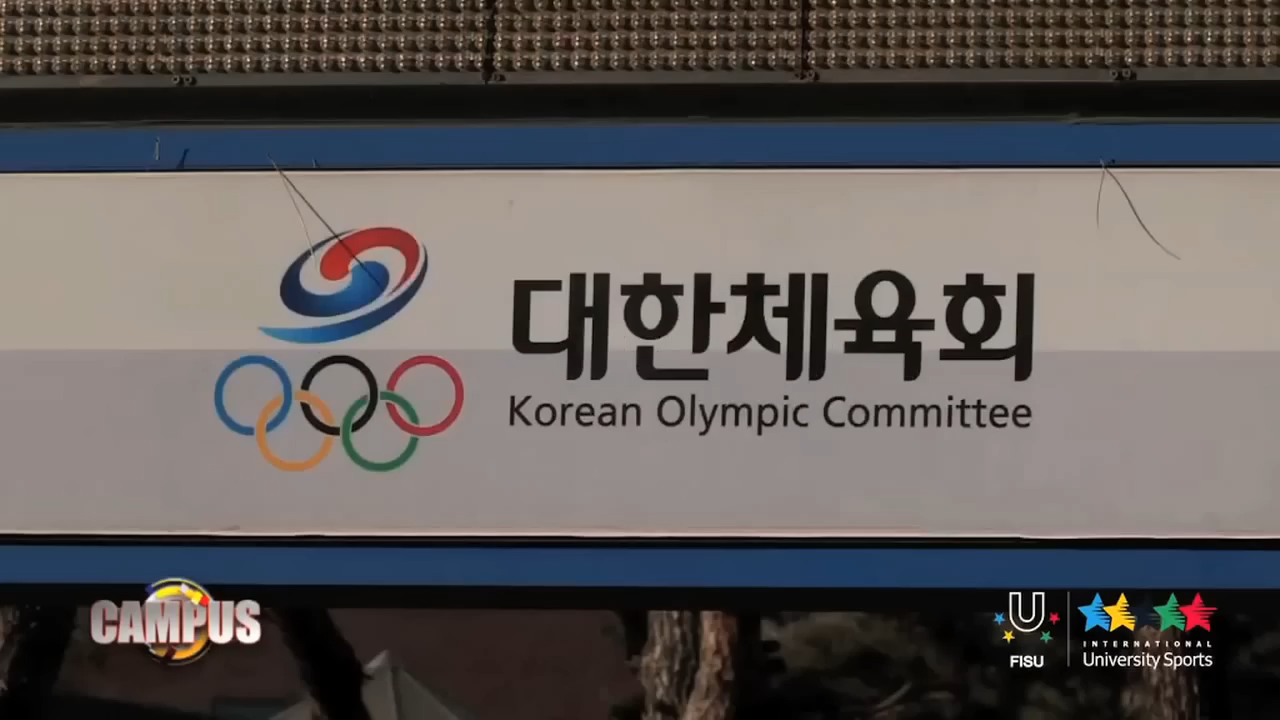 대한체육회
Korean Olympic Committee
CAMPUS
U
FISU
INTERNATIONAL
University Sports